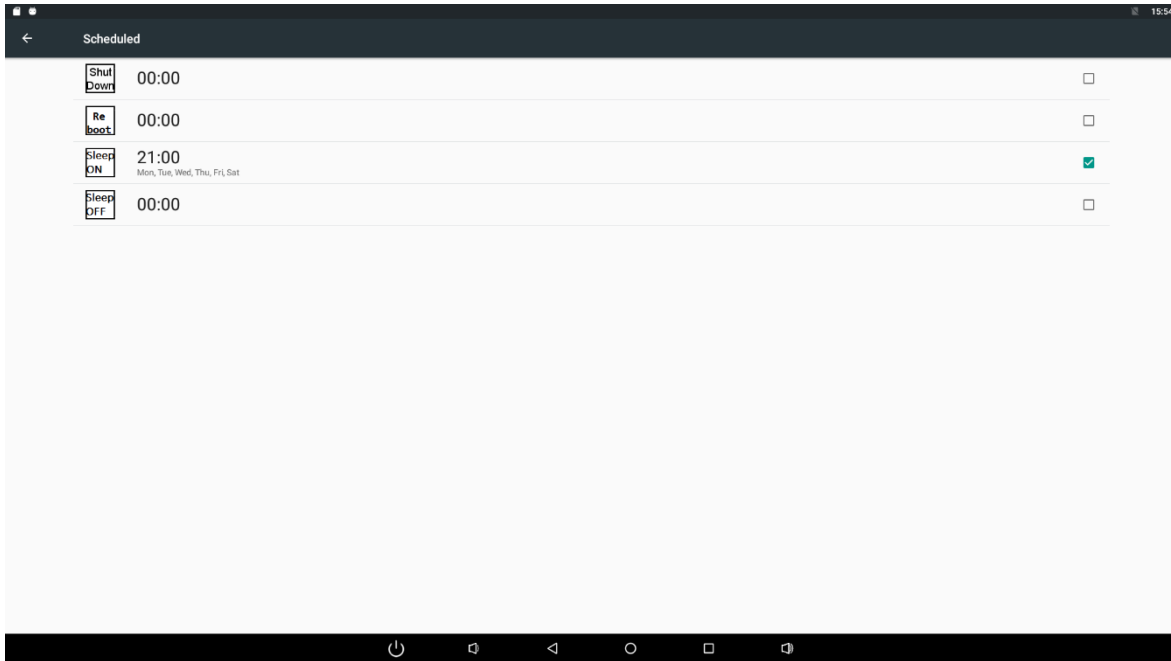 15:54
Scheduled
Shut
Down
00:00
Re
boot
00:00
Sleep
ON
21:00
Mon, Tue, Wed, Thu, Fri, Sat
Sleep
OFF
00:00